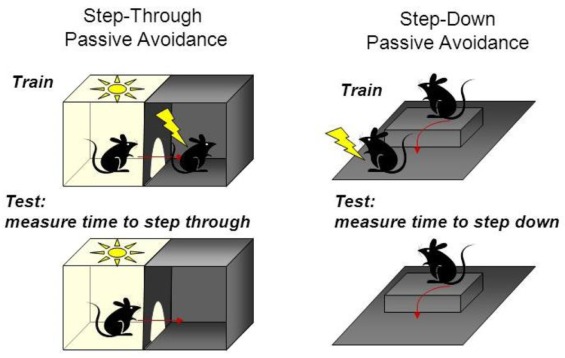 Step-Through
Passive Avoidance
Train
Test:
measure time to step through
Step-Down
Passive Avoidance
Train
Test:
measure time to step down